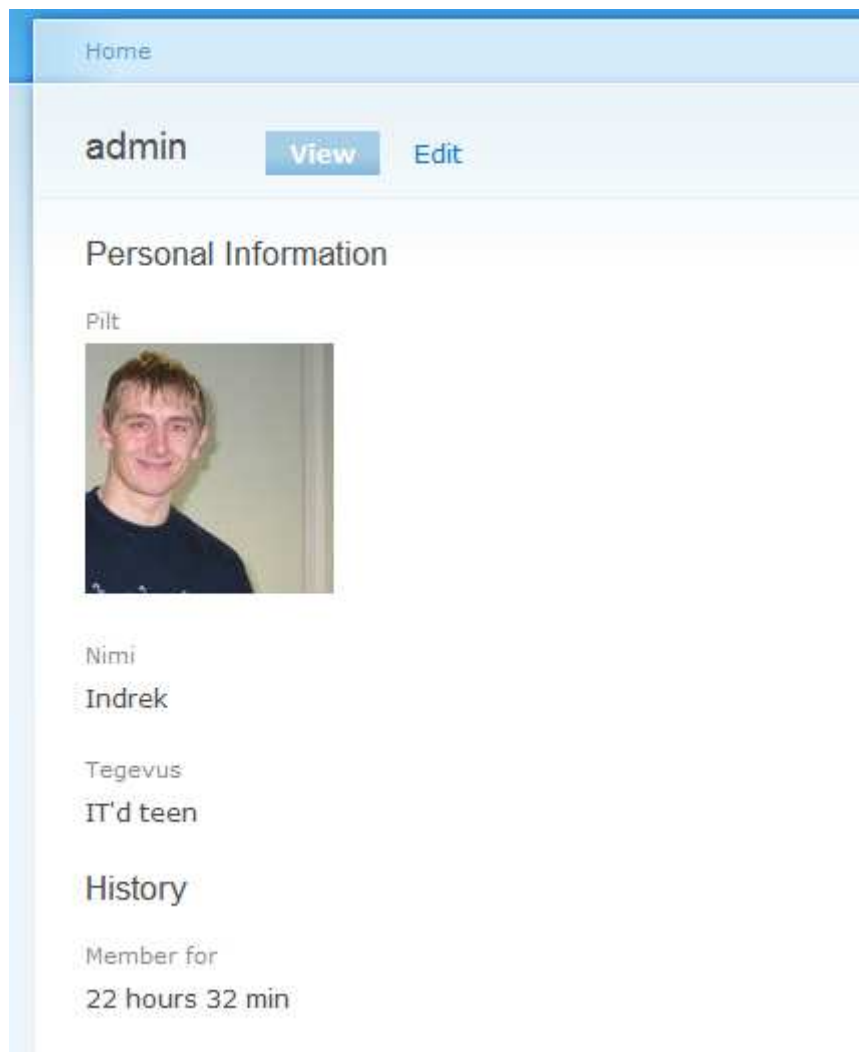 Home
admin View Edit
Personal Information
Pilt
Nimi
Indrek
Tegevus
IT'd teen
History
Member for
22 hours 32 min